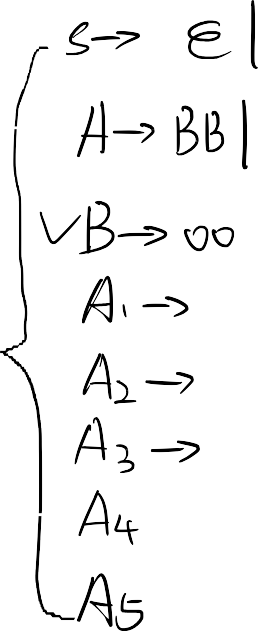 S → ε |
A → BB |
✓B → 00
A₁ →
A₂ →
A₃ →
A₄
A₅